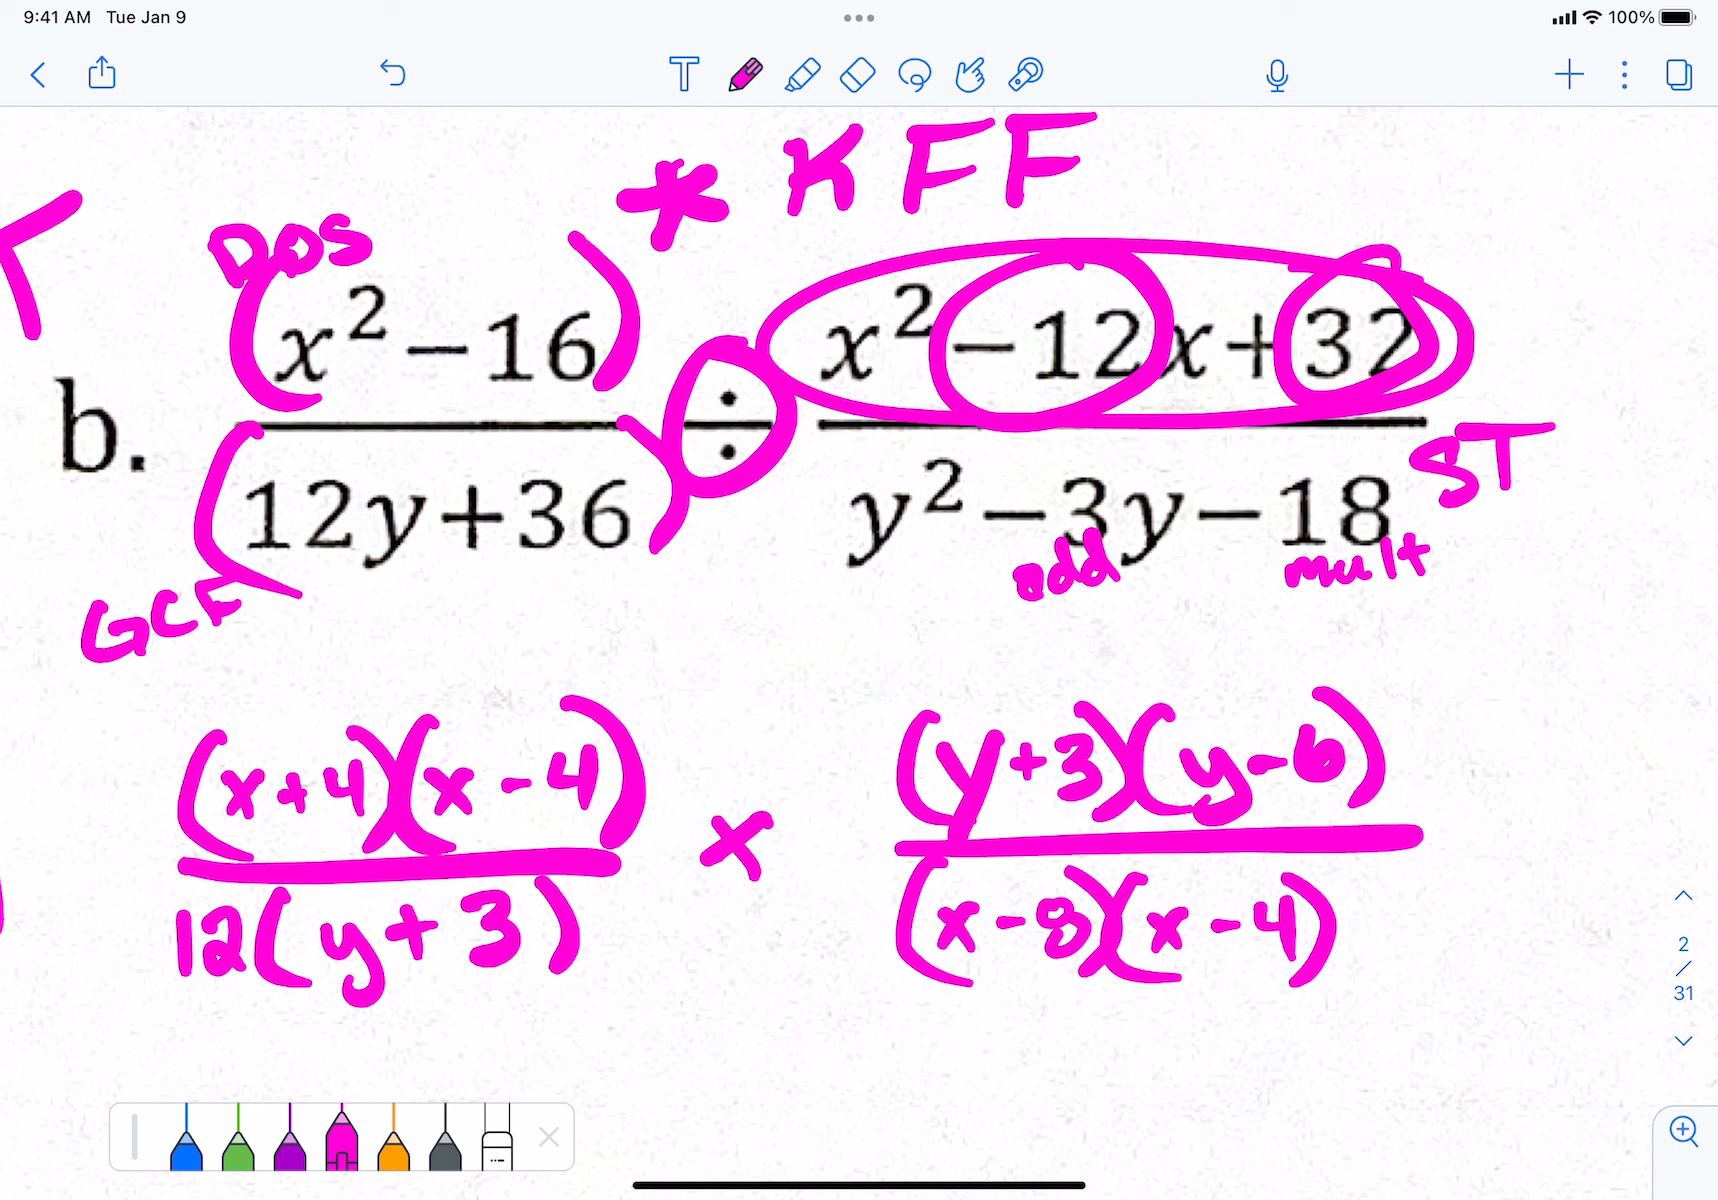 9:41 AM Tue Jan 9
100%
* KFF
DOS
b. (x² − 16) / (12y + 36) ÷ (x² − 12x + 32) / (y² − 3y − 18)
ST
add mult
GCF
(x+4)(x-4) / 12(y+3) × (y+3)(y-6) / (x-8)(x-4)
2
/
31